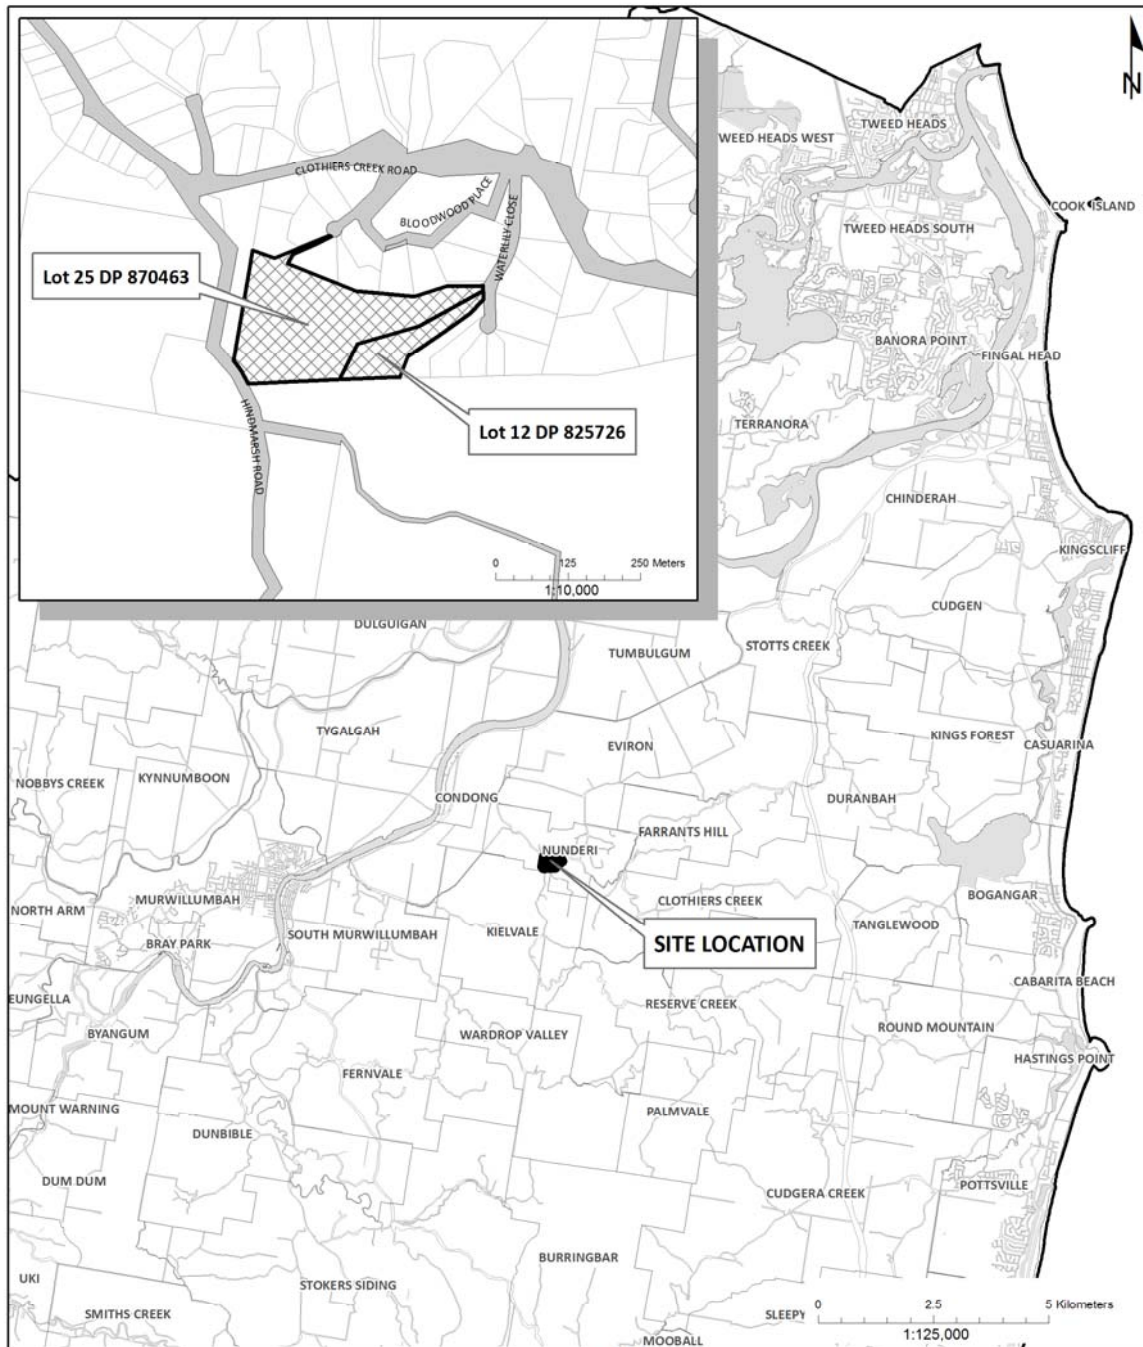 CLOTHIERS CREEK ROAD
BLOODWOOD PLACE
WATERLILY CLOSE
Lot 25 DP 870463
Lot 12 DP 825726
HINDMARSH ROAD
0 125 250 Meters
1:10,000
N
WEED HEADS WEST
TWEED HEADS
COOK ISLAND
TWEED HEADS SOUTH
BANORA POINT
FINGAL HEAD
TERRANORA
CHINDERAH
KINGSCLIFF
CUDGEN
DULGUIGAN
TUMBULGUM
STOTTS CREEK
TYGALGAH
EVIRON
KINGS FOREST
CASUARINA
NOBBYS CREEK
KYNNUMBOON
CONDONG
DURANBAH
FARRANTS HILL
NUNDERI
MURWILLUMBAH
CLOTHIERS CREEK
BOGANGAR
NORTH ARM
TANGLEWOOD
SOUTH MURWILLUMBAH
KIELVALE
BRAY PARK
SITE LOCATION
CABARITA BEACH
EUNGELLA
RESERVE CREEK
BYANGUM
WARDROP VALLEY
ROUND MOUNTAIN
HASTINGS POINT
FERNVALE
MOUNT WARNING
PALMVALE
DUNBIBLE
DUM DUM
CUDGERA CREEK
POTTSVILLE
BURRINGBAR
UKI
STOKERS SIDING
SMITHS CREEK
SLEEPY
MOOBALL
0 2.5 5 Kilometers
1:125,000